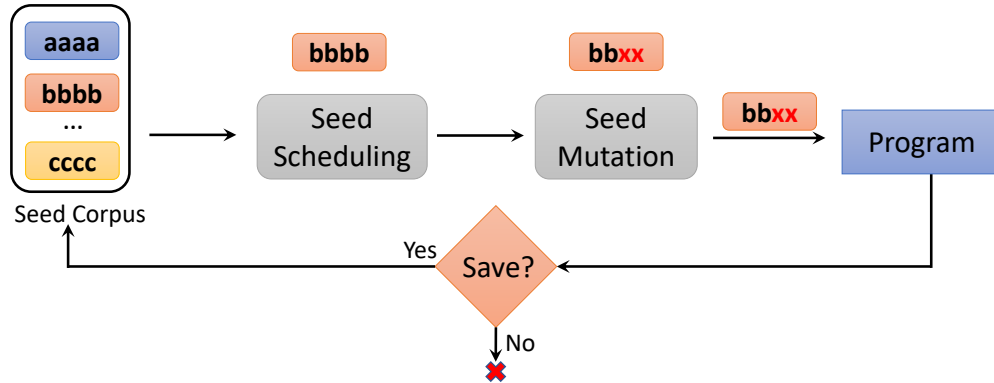 aaaa
bbbb
...
cccc
Seed Corpus
bbbb
Seed
Scheduling
bbxx
Seed
Mutation
bbxx
Program
Save?
Yes
No